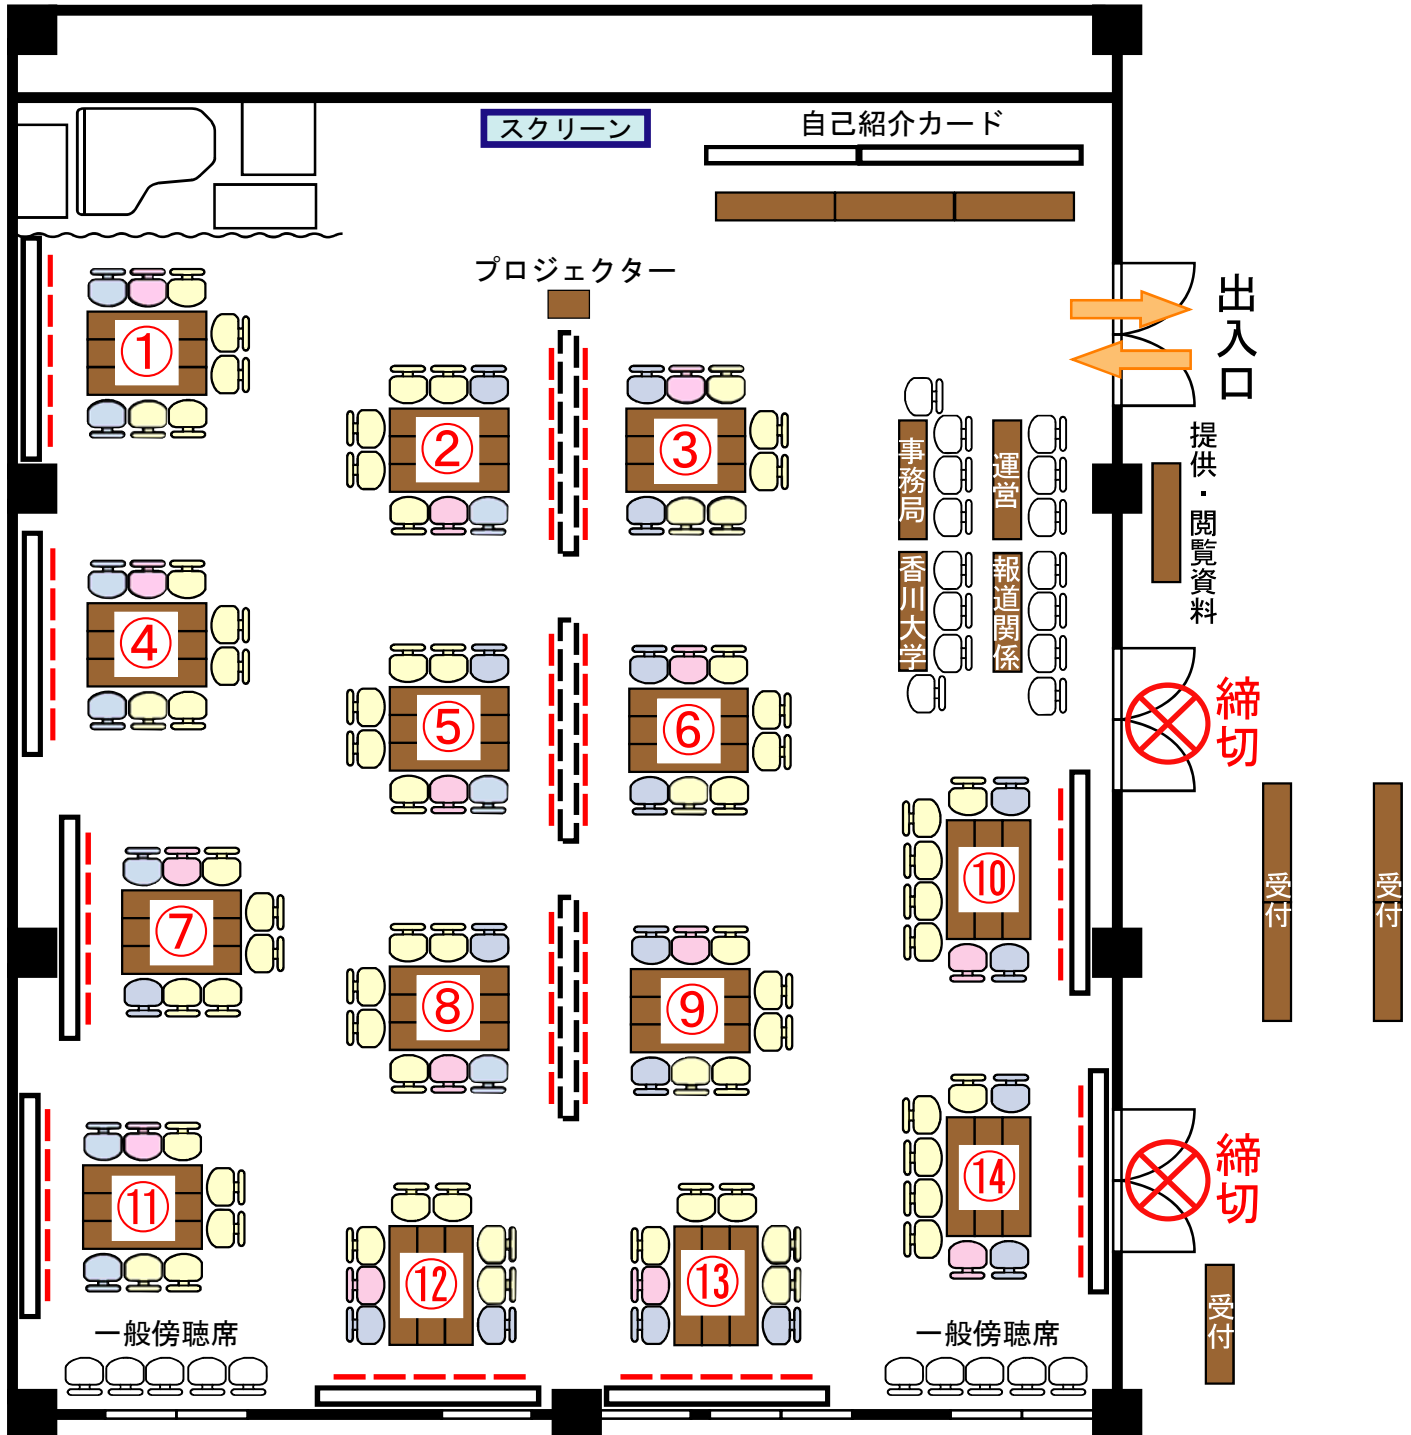 スクリーン
自己紹介カード
プロジェクター
出入口
①
②
③
事務局
運営
提供・閲覧資料
香川大学
報道関係
④
⑤
⑥
締切
⑦
⑧
⑨
⑩
受付
受付
⑪
⑫
⑬
⑭
締切
一般傍聴席
一般傍聴席
受付